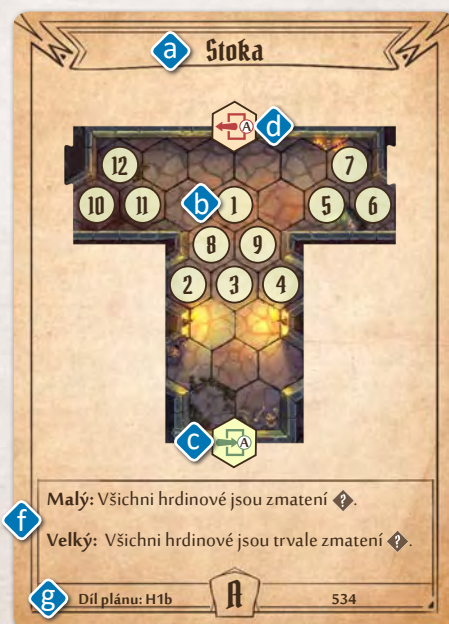 a Stoka
A d
12 7
10 11 b 1 5 6
8 9
2 3 4
c A
Malý: Všichni hrdinové jsou zmatení ?.
f
Velký: Všichni hrdinové jsou trvale zmatení ?.
g Díl plánu: H1b A 534